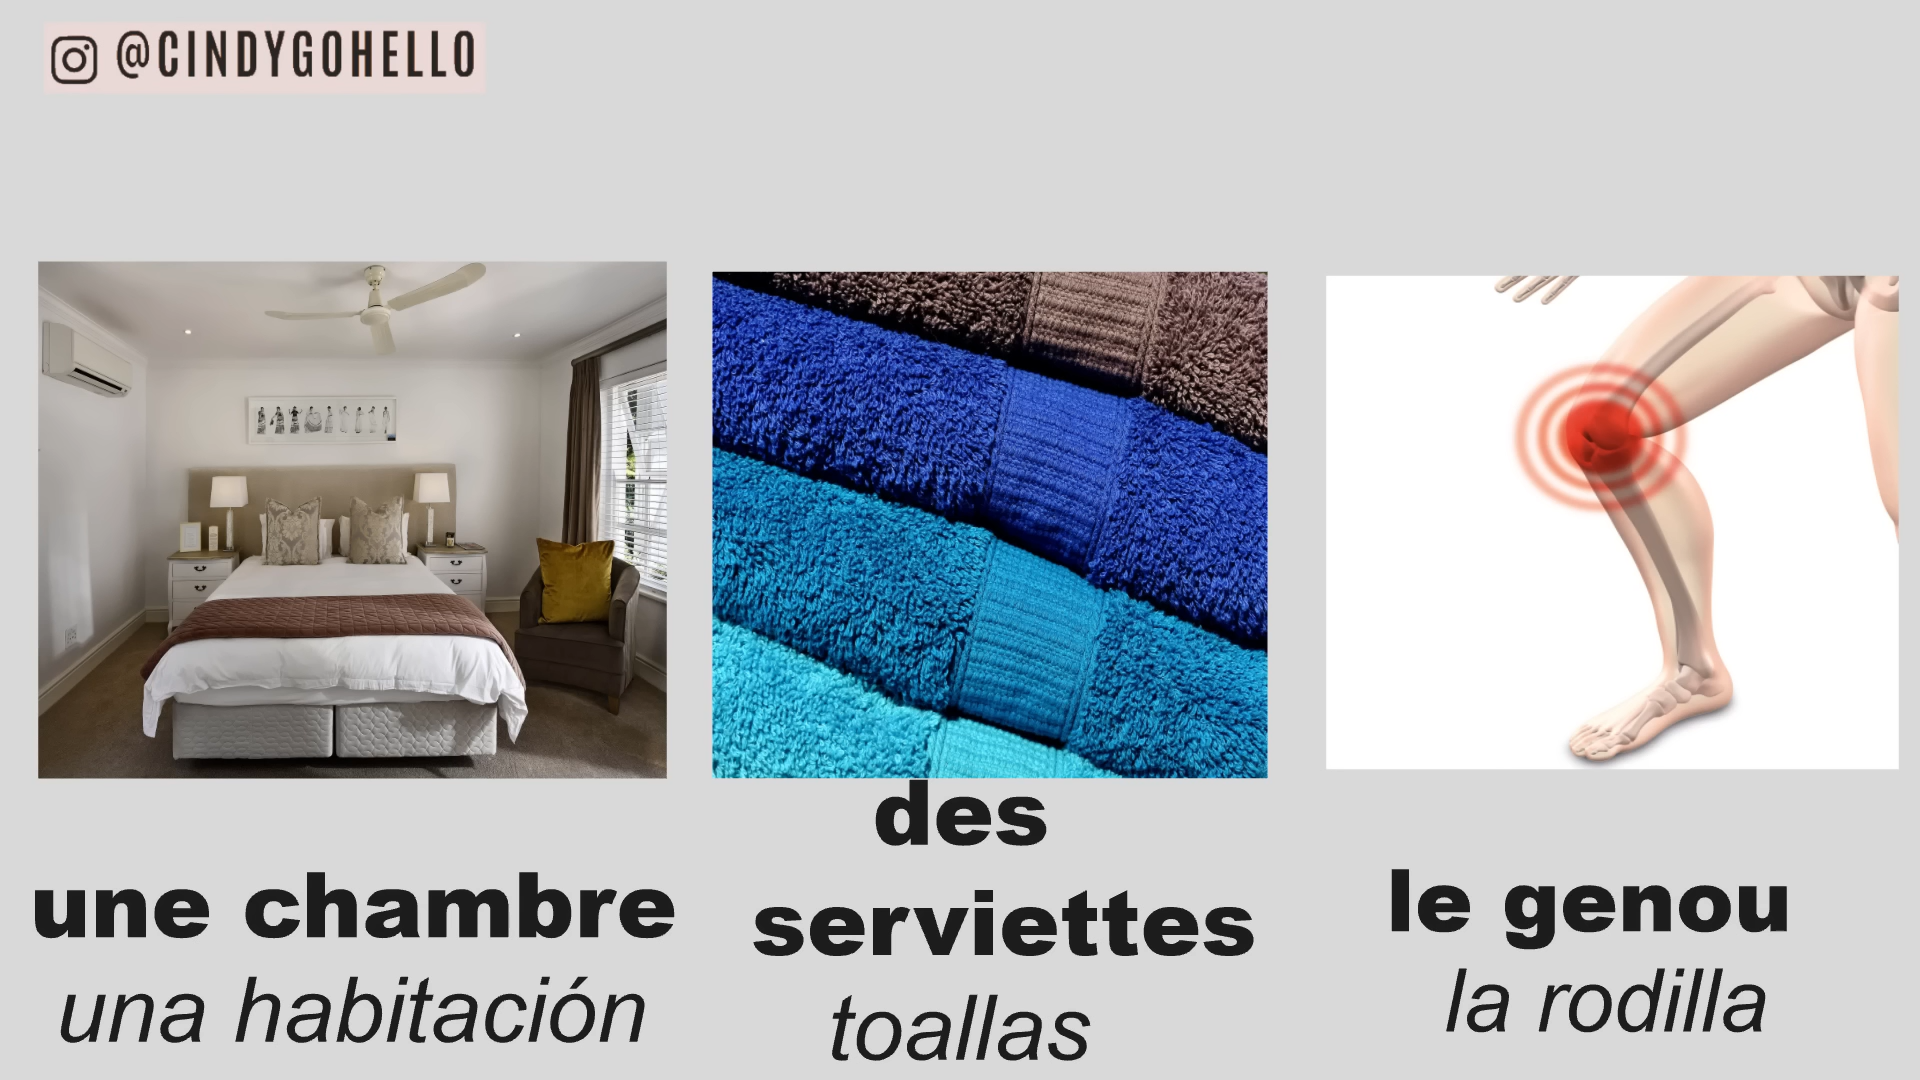 @CINDYGOHELLO
une chambre
una habitación
des
serviettes
toallas
le genou
la rodilla